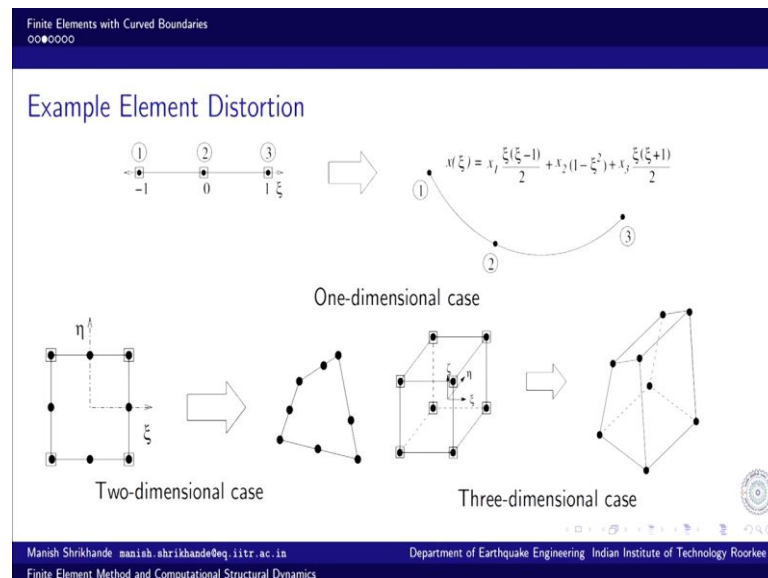 Finite Elements with Curved Boundaries
Example Element Distortion
① ② ③
-1 0 1 ξ
x(ξ) = x₁ ξ(ξ−1)/2 + x₂ (1−ξ²) + x₃ ξ(ξ+1)/2
①
②
③
One-dimensional case
η
ξ
ζ
η
ξ
Two-dimensional case
Three-dimensional case
Manish Shrikhande manish.shrikhande@eq.iitr.ac.in Department of Earthquake Engineering Indian Institute of Technology Roorkee
Finite Element Method and Computational Structural Dynamics